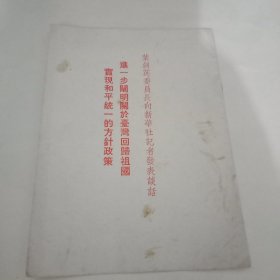 葉劍英委員長向新華社記者發表談話
進一步闡明關於臺灣回歸祖國
實現和平統一的方針政策